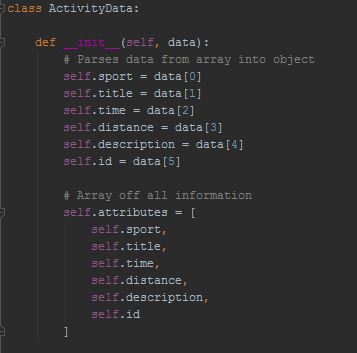 class ActivityData:
def __init__(self, data):
# Parses data from array into object
self.sport = data[0]
self.title = data[1]
self.time = data[2]
self.distance = data[3]
self.description = data[4]
self.id = data[5]
# Array off all information
self.attributes = [
self.sport,
self.title,
self.time,
self.distance,
self.description,
self.id
]